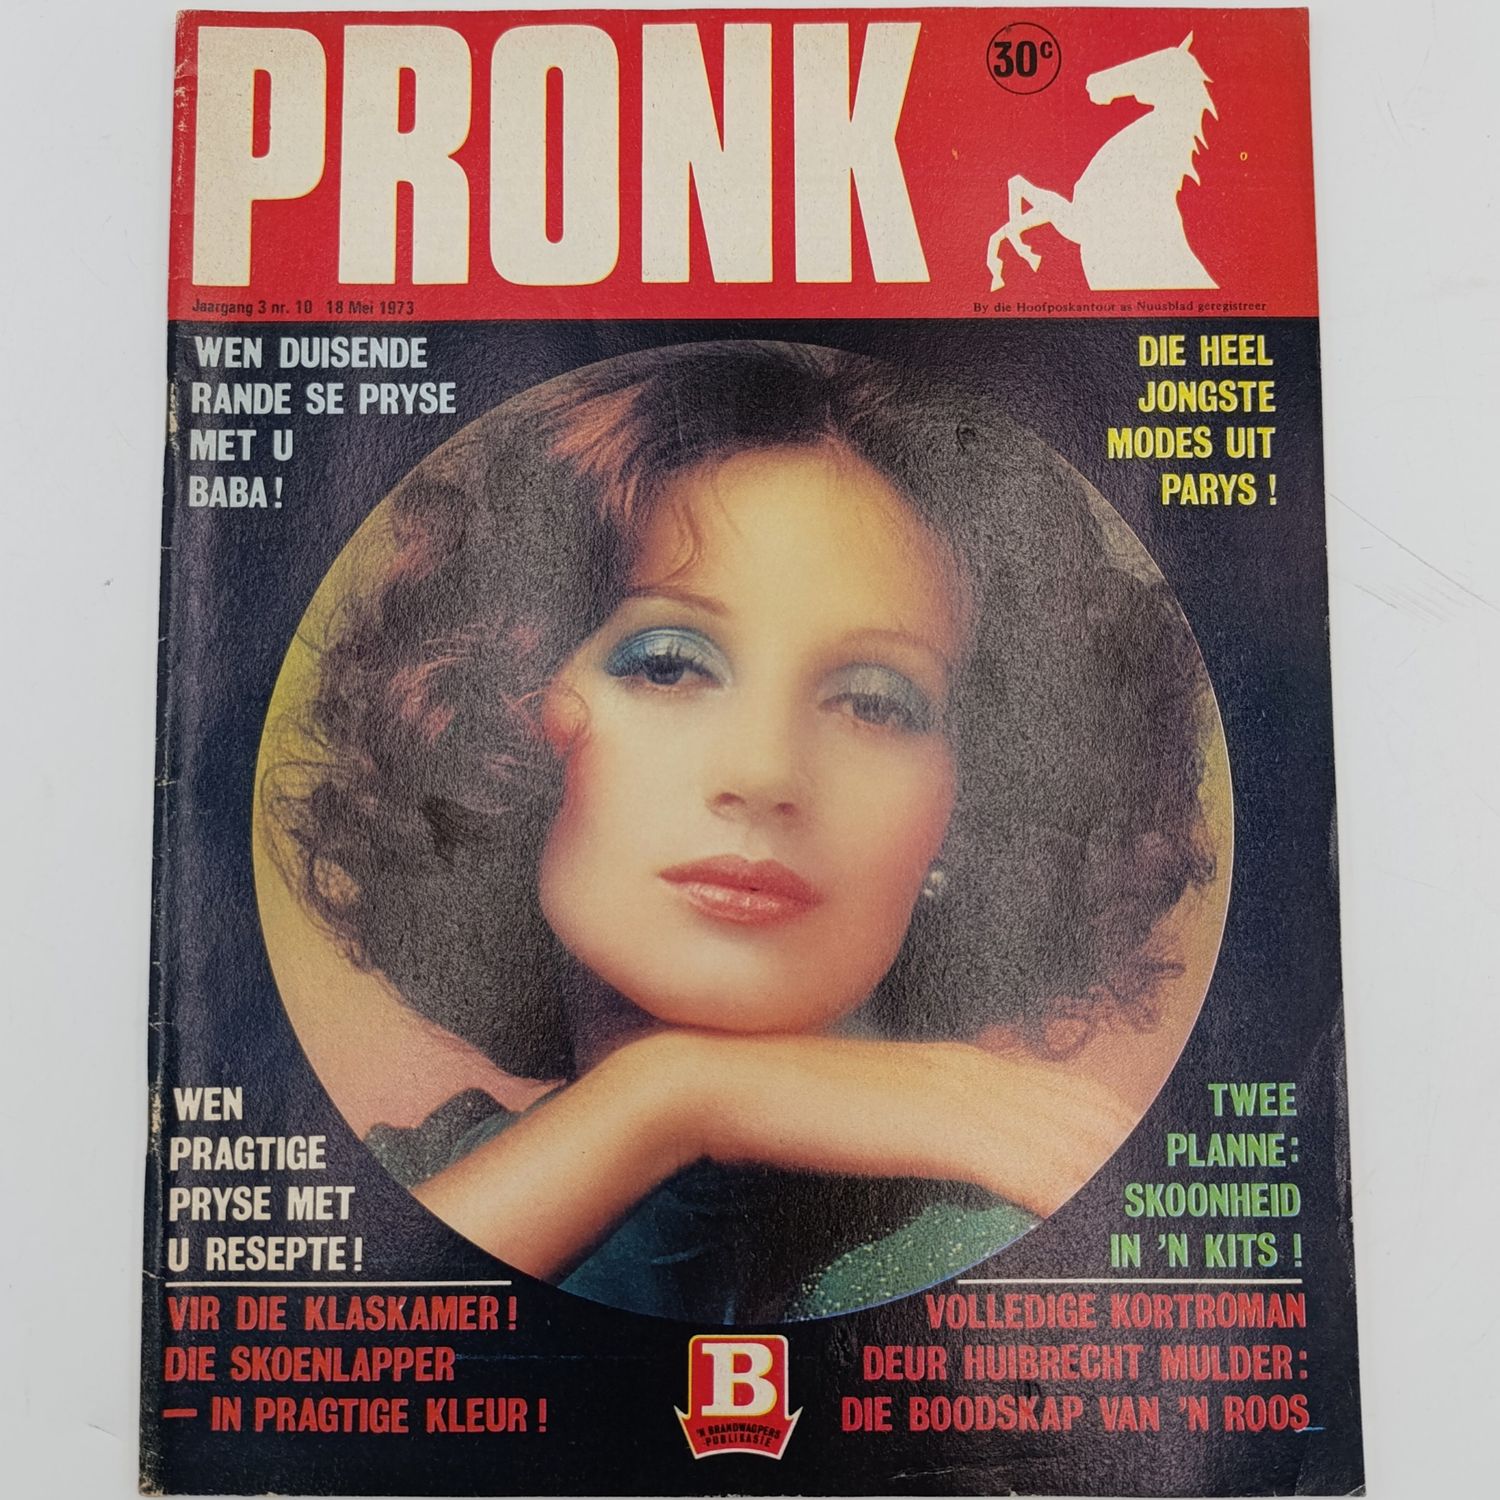 PRONK
30c
Jaargang 3 nr. 10 18 Mei 1973
By die Hoofposkantoor as Nuusblad geregistreer
WEN DUISENDE
RANDE SE PRYSE
MET U
BABA!
DIE HEEL
JONGSTE
MODES UIT
PARYS!
WEN
PRAGTIGE
PRYSE MET
U RESEPTE!
TWEE
PLANNE:
SKOONHEID
IN 'N KITS!
VIR DIE KLASKAMER!
DIE SKOENLAPPER
— IN PRAGTIGE KLEUR!
VOLLEDIGE KORTROMAN
DEUR HUIBRECHT MULDER:
DIE BOODSKAP VAN 'N ROOS
B
'N BRANDWAGPERS
-PUBLIKASIE